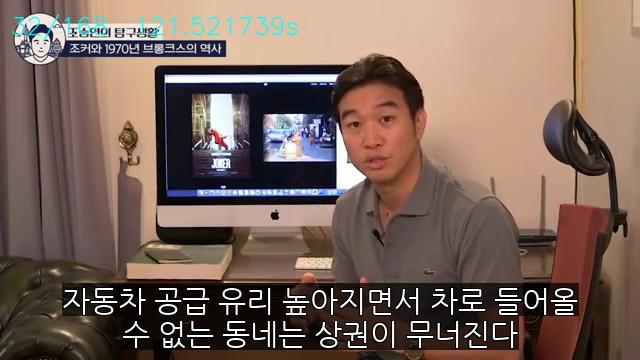 32/168 121.521739s
조승연의 탐구생활
조커와 1970년 브롱크스의 역사
JOKER
자동차 공급 유리 높아지면서 차로 들어올
수 없는 동네는 상권이 무너진다